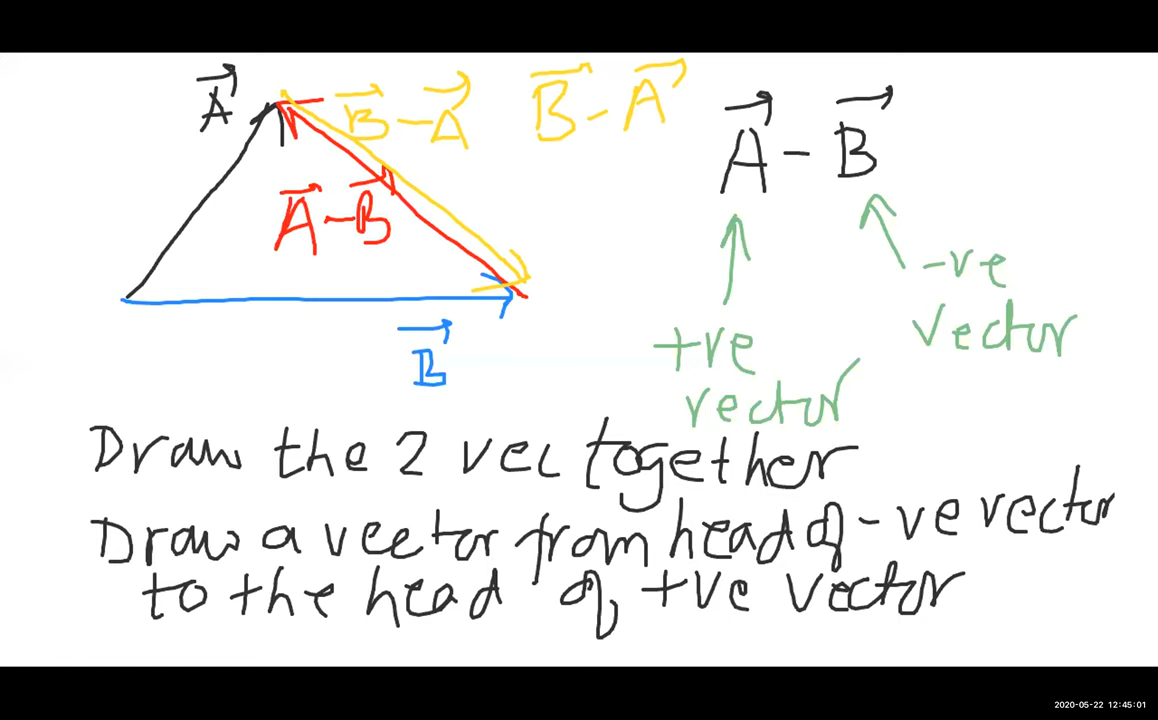 A
B - A
B - A
A - B
A - B
B
-ve
vector
+ve
vector
Draw the 2 vec together
Draw a vector from head of -ve vector
to the head of +ve vector
2020-05-22 12:45:01